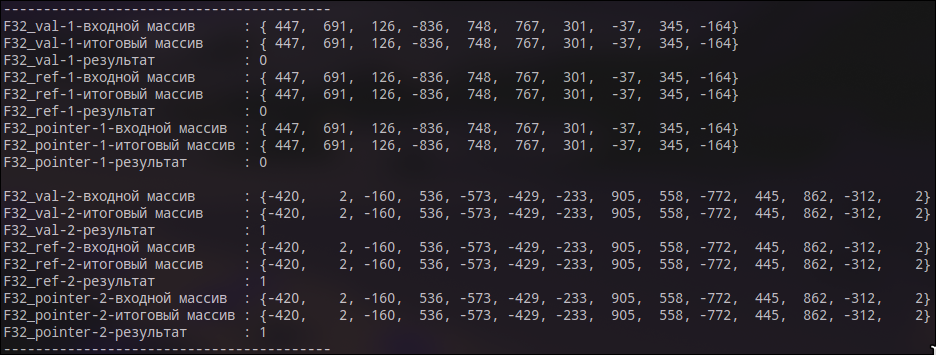 -----------------------------------------
F32_val-1-входной массив      : { 447,  691,  126, -836,  748,  767,  301,  -37,  345, -164}
F32_val-1-итоговый массив     : { 447,  691,  126, -836,  748,  767,  301,  -37,  345, -164}
F32_val-1-результат           : 0
F32_ref-1-входной массив      : { 447,  691,  126, -836,  748,  767,  301,  -37,  345, -164}
F32_ref-1-итоговый массив     : { 447,  691,  126, -836,  748,  767,  301,  -37,  345, -164}
F32_ref-1-результат           : 0
F32_pointer-1-входной массив  : { 447,  691,  126, -836,  748,  767,  301,  -37,  345, -164}
F32_pointer-1-итоговый массив : { 447,  691,  126, -836,  748,  767,  301,  -37,  345, -164}
F32_pointer-1-результат       : 0

F32_val-2-входной массив      : {-420,    2, -160,  536, -573, -429, -233,  905,  558, -772,  445,  862, -312,    2}
F32_val-2-итоговый массив     : {-420,    2, -160,  536, -573, -429, -233,  905,  558, -772,  445,  862, -312,    2}
F32_val-2-результат           : 1
F32_ref-2-входной массив      : {-420,    2, -160,  536, -573, -429, -233,  905,  558, -772,  445,  862, -312,    2}
F32_ref-2-итоговый массив     : {-420,    2, -160,  536, -573, -429, -233,  905,  558, -772,  445,  862, -312,    2}
F32_ref-2-результат           : 1
F32_pointer-2-входной массив  : {-420,    2, -160,  536, -573, -429, -233,  905,  558, -772,  445,  862, -312,    2}
F32_pointer-2-итоговый массив : {-420,    2, -160,  536, -573, -429, -233,  905,  558, -772,  445,  862, -312,    2}
F32_pointer-2-результат       : 1
-----------------------------------------